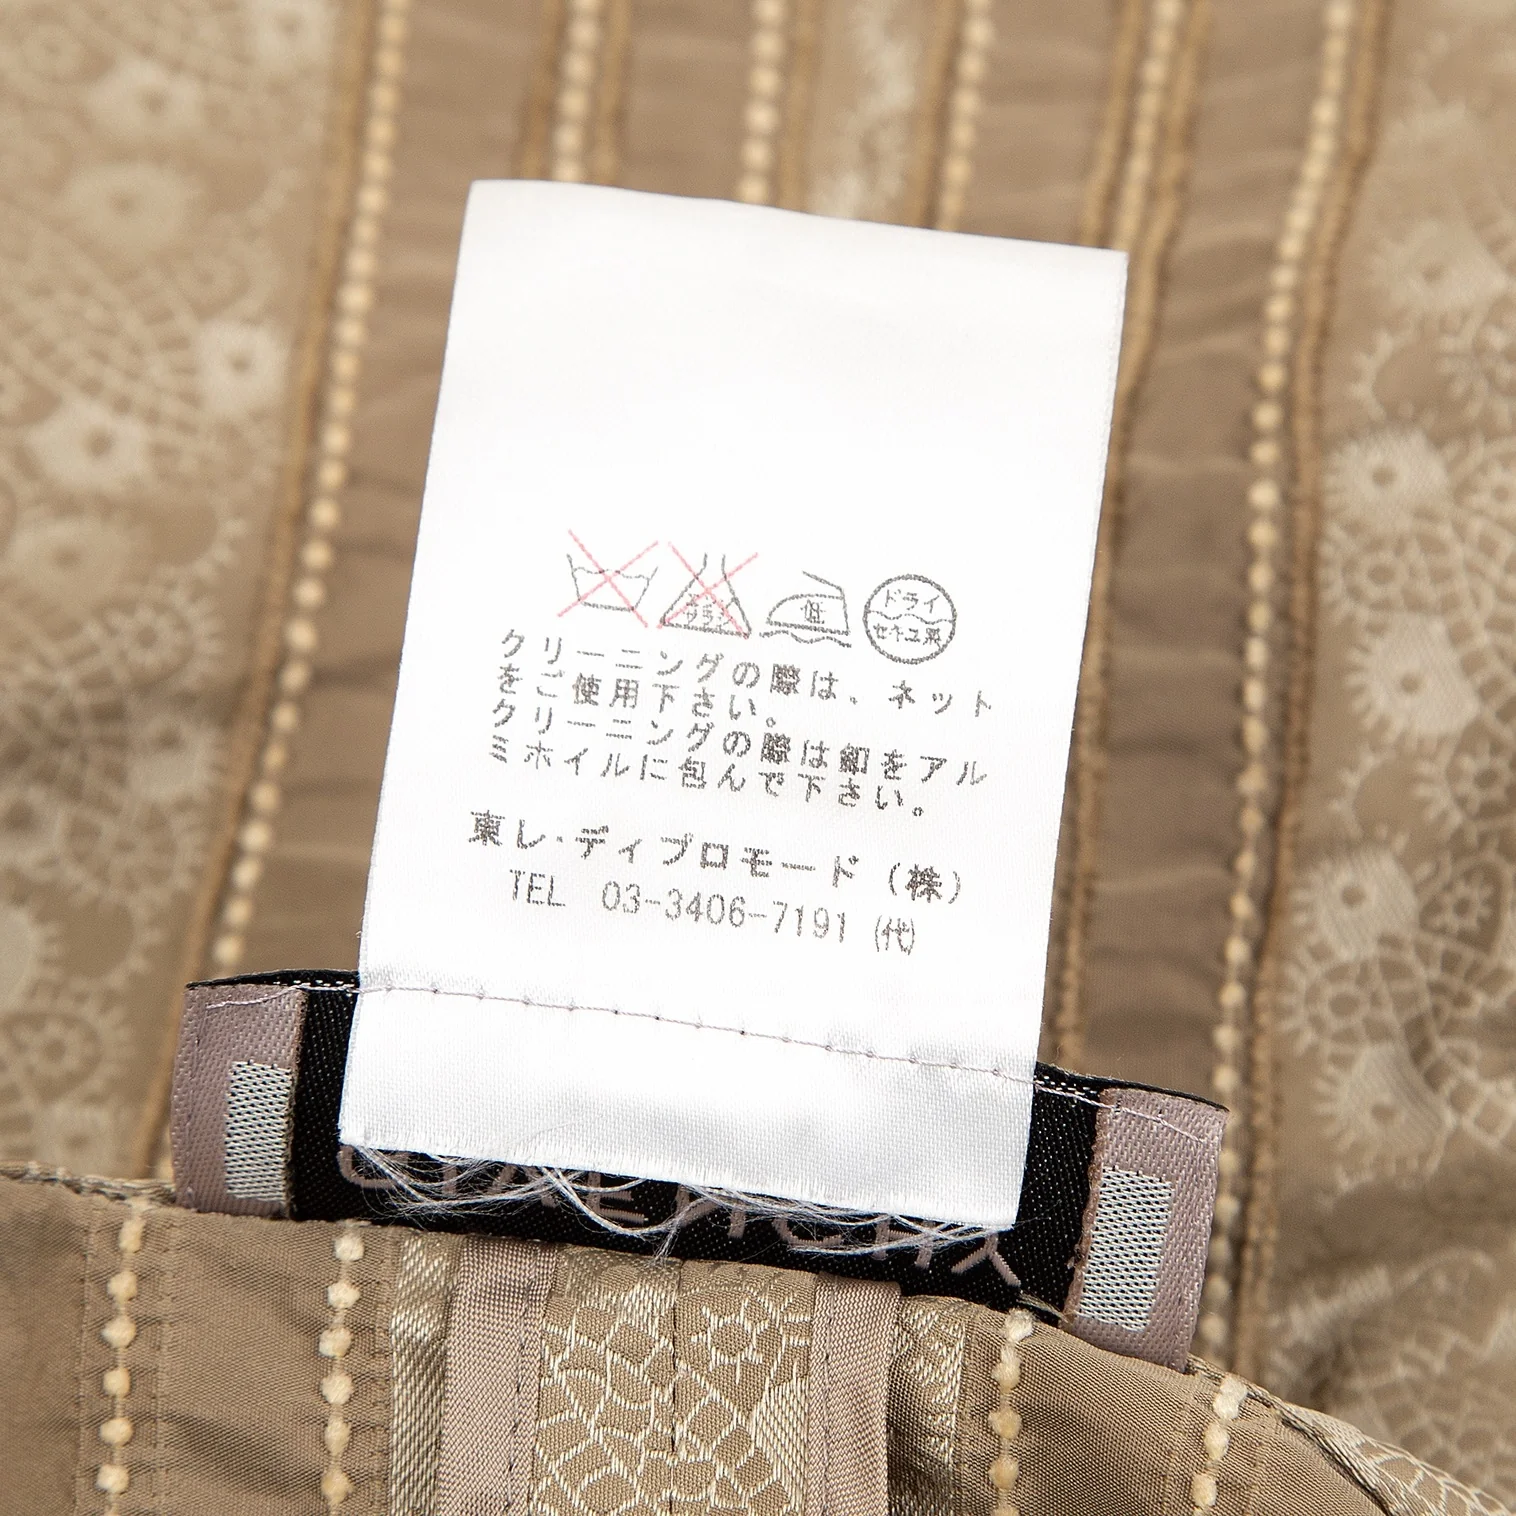 低
ドライ
セキユ系
クリーニングの際は、ネット
をご使用下さい。
クリーニングの際は釦をアル
ミホイルに包んで下さい。
東レ・ディプロモード（株）
TEL 03-3406-7191（代）